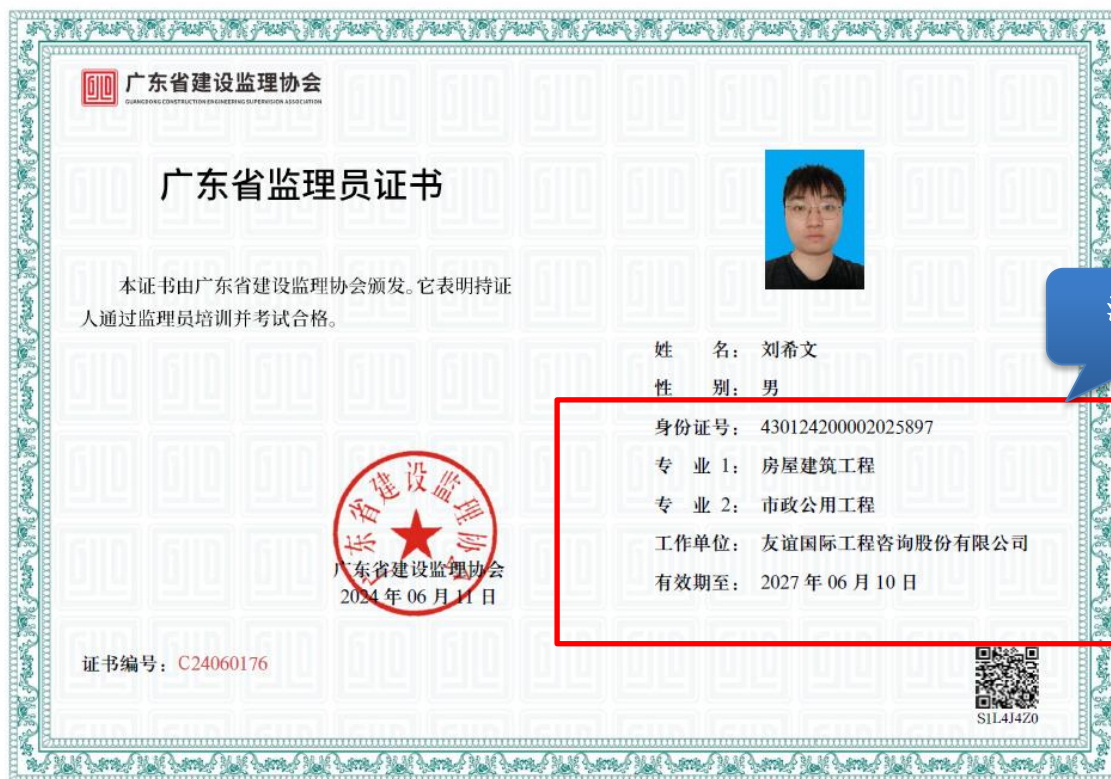 广东省建设监理协会
GUANGDONG CONSTRUCTION ENGINEERING SUPERVISION ASSOCIATION
广东省监理员证书
本证书由广东省建设监理协会颁发。它表明持证
人通过监理员培训并考试合格。
姓 名： 刘希文
性 别： 男
身份证号： 430124200002025897
专 业 1： 房屋建筑工程
专 业 2： 市政公用工程
工作单位： 友谊国际工程咨询股份有限公司
有效期至： 2027 年 06 月 10 日
广东省建设监理协会
广东省建设监理协会
2024 年 06 月 11 日
证书编号：C24060176
S1L4J4Z0